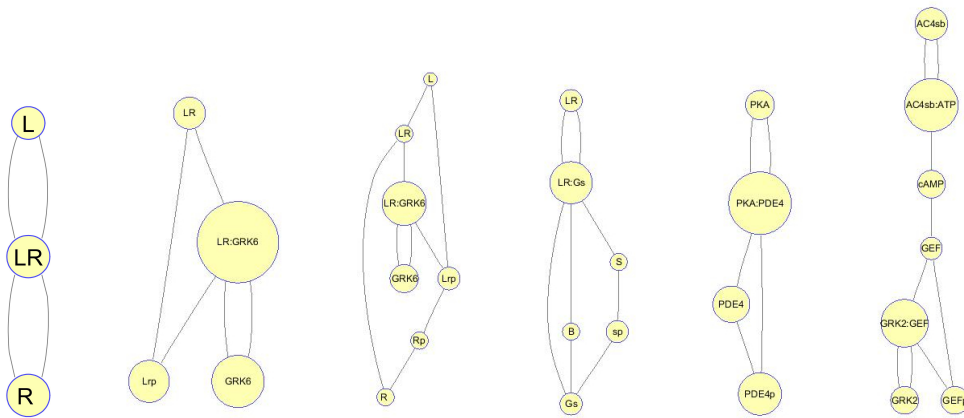 L
LR
R
LR
LR:GRK6
Lrp
GRK6
L
LR
LR:GRK6
GRK6
Lrp
Rp
R
LR
LR:Gs
S
B
sp
Gs
PKA
PKA:PDE4
PDE4
PDE4p
AC4sb
AC4sb:ATP
cAMP
GEF
GRK2:GEF
GRK2
GEFp